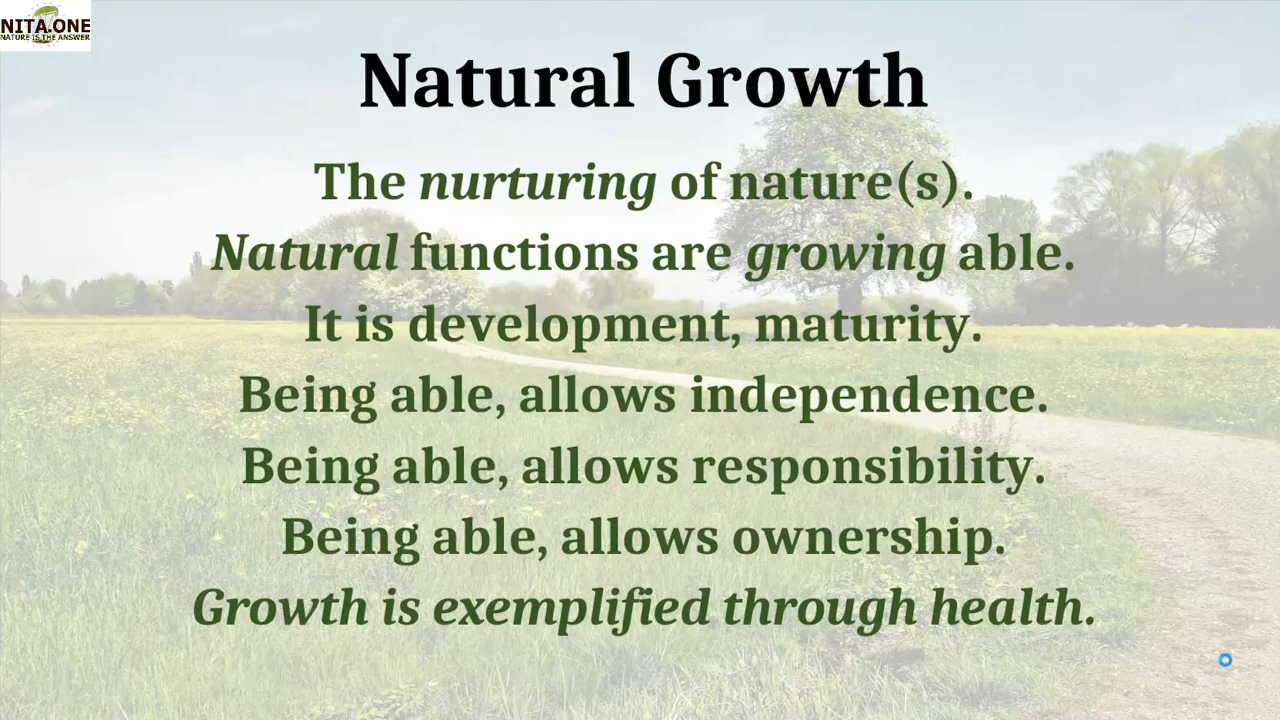 NITA.ONE
NATURE IS THE ANSWER
Natural Growth
The nurturing of nature(s).
Natural functions are growing able.
It is development, maturity.
Being able, allows independence.
Being able, allows responsibility.
Being able, allows ownership.
Growth is exemplified through health.